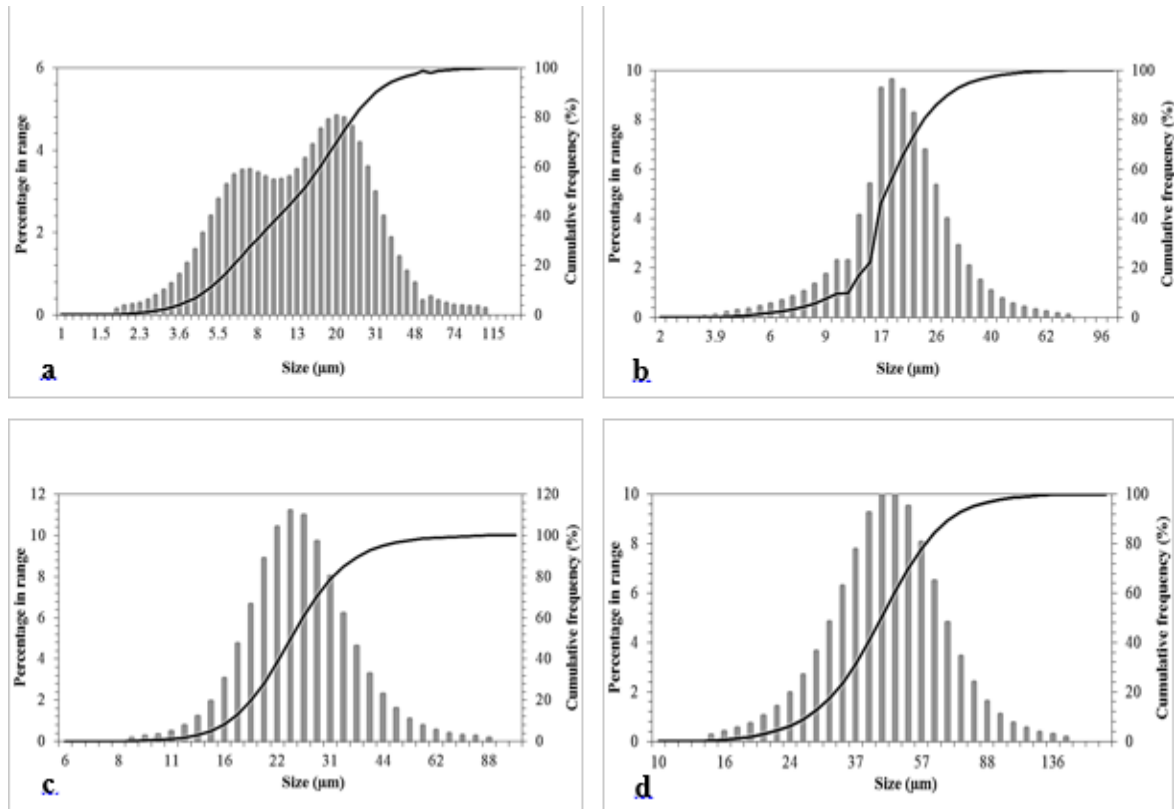 6
5
4
3
2
1
0
Percentage in range
100
80
60
40
20
0
Cumulative frequency (%)
1 1.5 2.3 3.6 5.5 8 13 20 31 48 74 115
Size (µm)
a
10
8
6
4
2
0
Percentage in range
100
80
60
40
20
0
Cumulative frequency (%)
2 3.9 6 9 17 26 40 62 96
Size (µm)
b
12
10
8
6
4
2
0
Percentage in range
120
100
80
60
40
20
0
Cumulative frequency (%)
6 8 11 16 22 31 44 62 88
Size (µm)
c
10
8
6
4
2
0
Percentage in range
100
80
60
40
20
0
Cumulative frequency (%)
10 16 24 37 57 88 136
Size (µm)
d